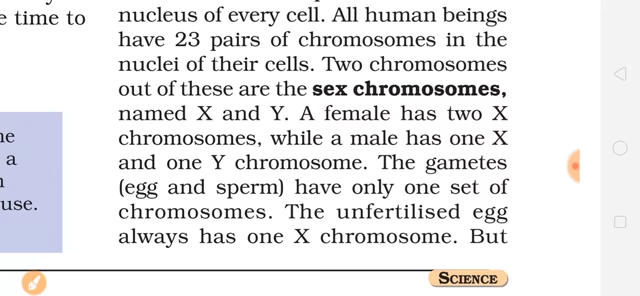 e time to
a
use.
nucleus of every cell. All human beings
have 23 pairs of chromosomes in the
nuclei of their cells. Two chromosomes
out of these are the sex chromosomes,
named X and Y. A female has two X
chromosomes, while a male has one X
and one Y chromosome. The gametes
(egg and sperm) have only one set of
chromosomes. The unfertilised egg
always has one X chromosome. But
SCIENCE